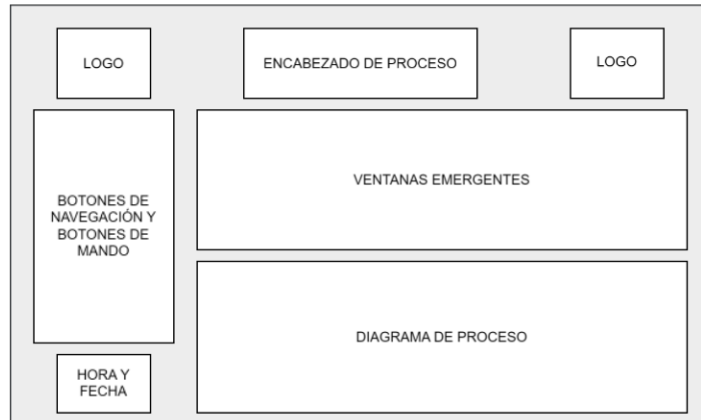 LOGO
ENCABEZADO DE PROCESO
LOGO
BOTONES DE
NAVEGACIÓN Y
BOTONES DE
MANDO
VENTANAS EMERGENTES
DIAGRAMA DE PROCESO
HORA Y
FECHA